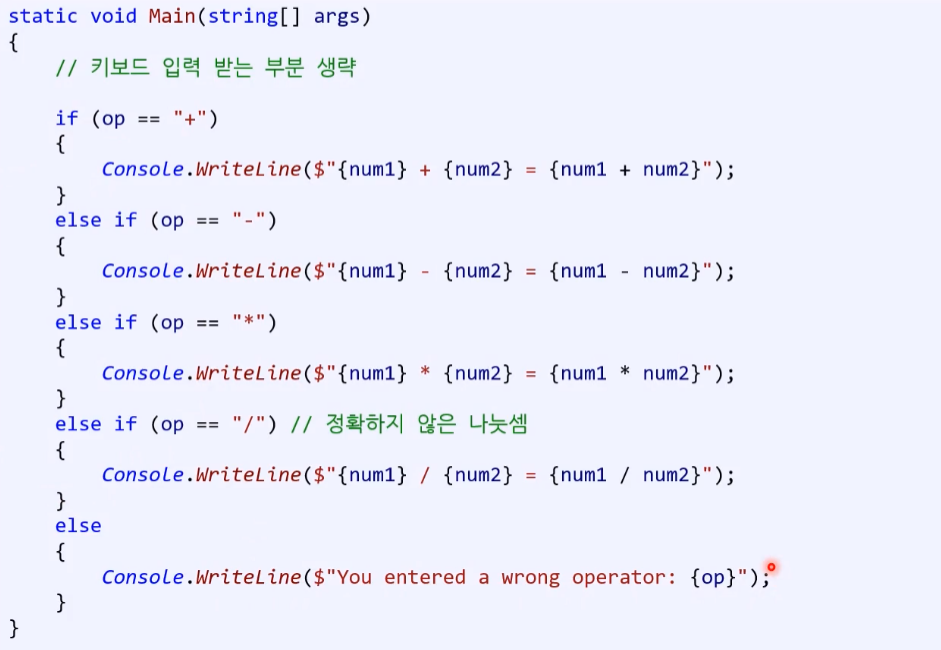 static void Main(string[] args)
{
    // 키보드 입력 받는 부분 생략

    if (op == "+")
    {
        Console.WriteLine($"{num1} + {num2} = {num1 + num2}");
    }
    else if (op == "-")
    {
        Console.WriteLine($"{num1} - {num2} = {num1 - num2}");
    }
    else if (op == "*")
    {
        Console.WriteLine($"{num1} * {num2} = {num1 * num2}");
    }
    else if (op == "/") // 정확하지 않은 나눗셈
    {
        Console.WriteLine($"{num1} / {num2} = {num1 / num2}");
    }
    else
    {
        Console.WriteLine($"You entered a wrong operator: {op}");
    }
}